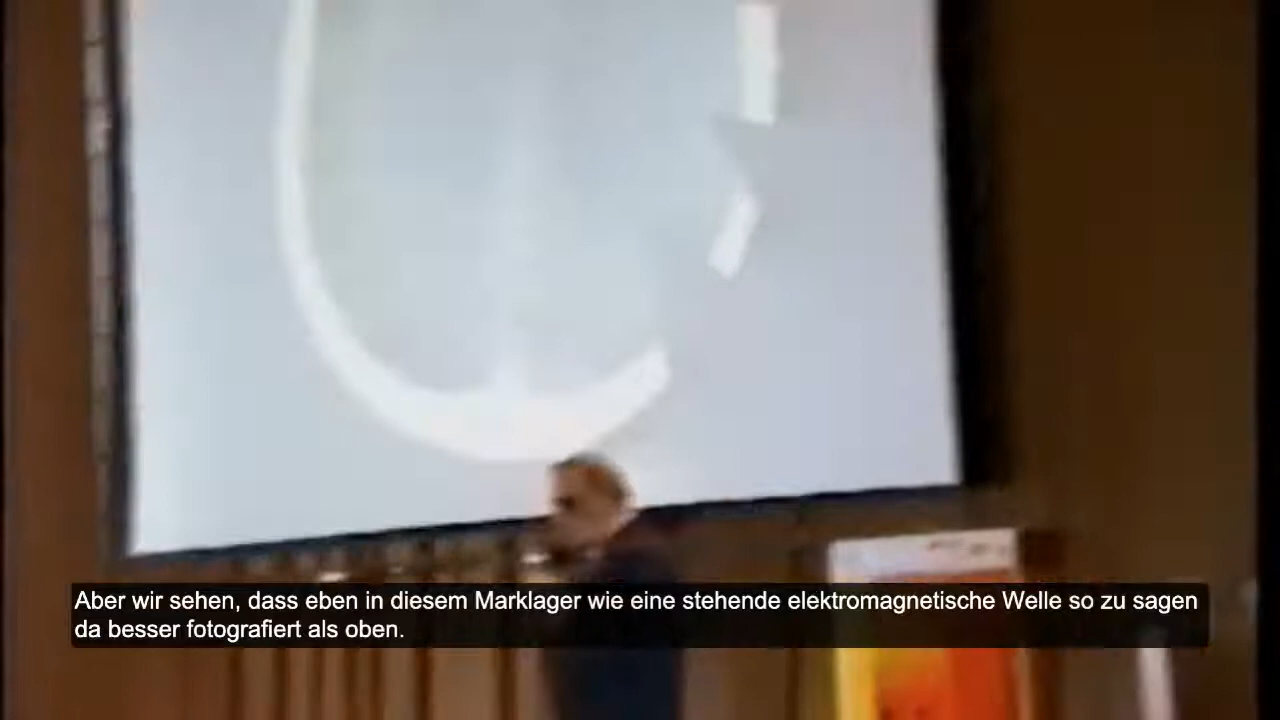 Aber wir sehen, dass eben in diesem Marklager wie eine stehende elektromagnetische Welle so zu sagen
da besser fotografiert als oben.